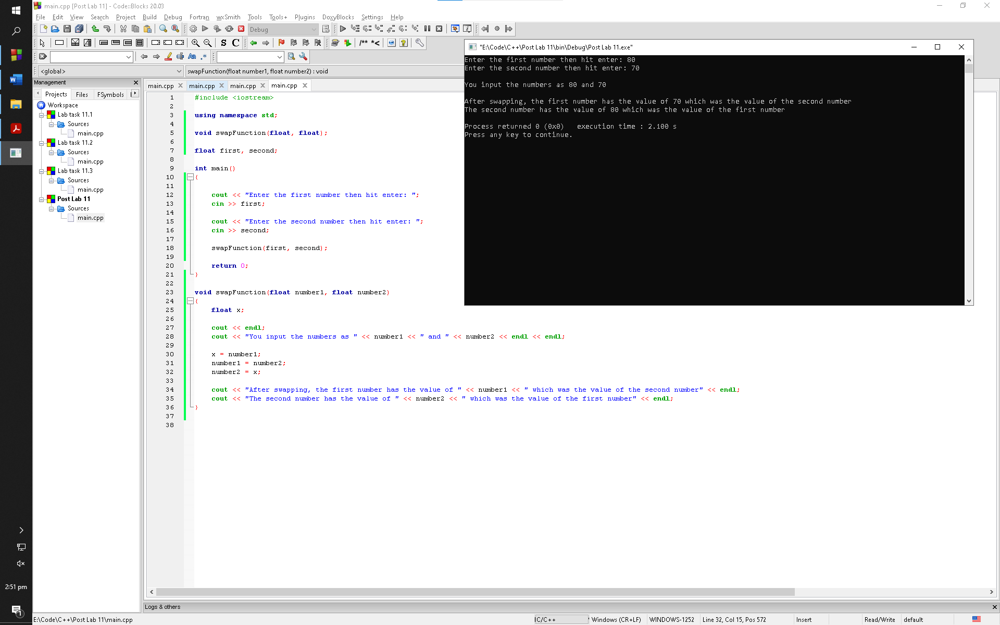 main.cpp [Post Lab 11] - Code::Blocks 20.03
File Edit View Search Project Build Debug Fortran wxSmith Tools Tools+ Plugins DoxyBlocks Settings Help
Debug
S C
/** *<
Aa .*
<global>
swapFunction(float number1, float number2) : void
Management
Projects Files FSymbols
Workspace
Lab task 11.1
Sources
main.cpp
Lab task 11.2
Sources
main.cpp
Lab task 11.3
Sources
main.cpp
Post Lab 11
Sources
main.cpp
main.cpp main.cpp main.cpp main.cpp
1 #include <iostream>
2
3 using namespace std;
4
5 void swapFunction(float, float);
6
7 float first, second;
8
9 int main()
10 {
11
12 cout << "Enter the first number then hit enter: ";
13 cin >> first;
14
15 cout << "Enter the second number then hit enter: ";
16 cin >> second;
17
18 swapFunction(first, second);
19
20 return 0;
21 }
22
23 void swapFunction(float number1, float number2)
24 {
25 float x;
26
27 cout << endl;
28 cout << "You input the numbers as " << number1 << " and " << number2 << endl << endl;
29
30 x = number1;
31 number1 = number2;
32 number2 = x;
33
34 cout << "After swapping, the first number has the value of " << number1 << " which was the value of the second number" << endl;
35 cout << "The second number has the value of " << number2 << " which was the value of the first number" << endl;
36 }
37
38
"E:\Code\C++\Post Lab 11\bin\Debug\Post Lab 11.exe"
Enter the first number then hit enter: 80
Enter the second number then hit enter: 70
You input the numbers as 80 and 70
After swapping, the first number has the value of 70 which was the value of the second number
The second number has the value of 80 which was the value of the first number
Process returned 0 (0x0) execution time : 2.100 s
Press any key to continue.
2:51 pm
1
Logs & others
E:\Code\C++\Post Lab 11\main.cpp
C/C++ Windows (CR+LF) WINDOWS-1252 Line 32, Col 15, Pos 572 Insert Read/Write default